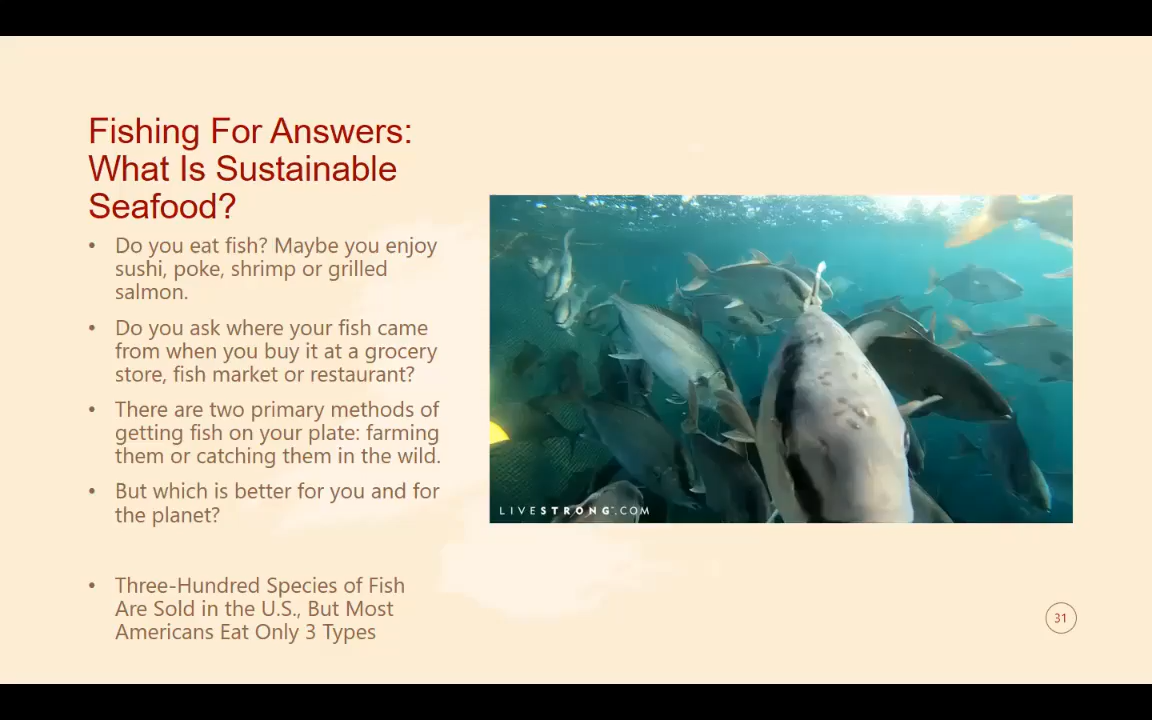 Fishing For Answers:
What Is Sustainable
Seafood?
• Do you eat fish? Maybe you enjoy
sushi, poke, shrimp or grilled
salmon.
• Do you ask where your fish came
from when you buy it at a grocery
store, fish market or restaurant?
• There are two primary methods of
getting fish on your plate: farming
them or catching them in the wild.
• But which is better for you and for
the planet?
• Three-Hundred Species of Fish
Are Sold in the U.S., But Most
Americans Eat Only 3 Types
LIVESTRONG.COM
31